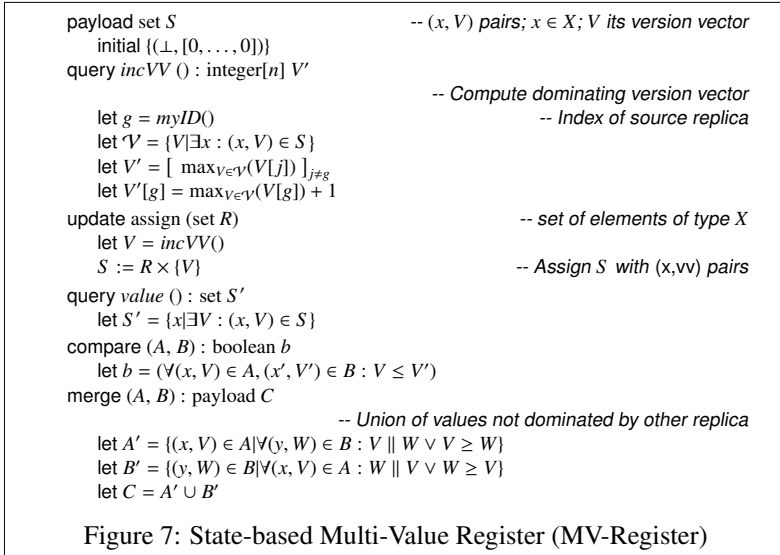 payload set S -- (x, V) pairs; x ∈ X; V its version vector
initial {(⊥, [0, . . . , 0])}
query incVV () : integer[n] V′
-- Compute dominating version vector
let g = myID() -- Index of source replica
let 𝒱 = {V|∃x : (x, V) ∈ S}
let V′ = [ max_{V∈𝒱}(V[j]) ]_{j≠g}
let V′[g] = max_{V∈𝒱}(V[g]) + 1
update assign (set R) -- set of elements of type X
let V = incVV()
S := R × {V} -- Assign S with (x,vv) pairs
query value () : set S′
let S′ = {x|∃V : (x, V) ∈ S}
compare (A, B) : boolean b
let b = (∀(x, V) ∈ A, (x′, V′) ∈ B : V ≤ V′)
merge (A, B) : payload C
-- Union of values not dominated by other replica
let A′ = {(x, V) ∈ A|∀(y, W) ∈ B : V ∥ W ∨ V ≥ W}
let B′ = {(y, W) ∈ B|∀(x, V) ∈ A : W ∥ V ∨ W ≥ V}
let C = A′ ∪ B′
Figure 7: State-based Multi-Value Register (MV-Register)